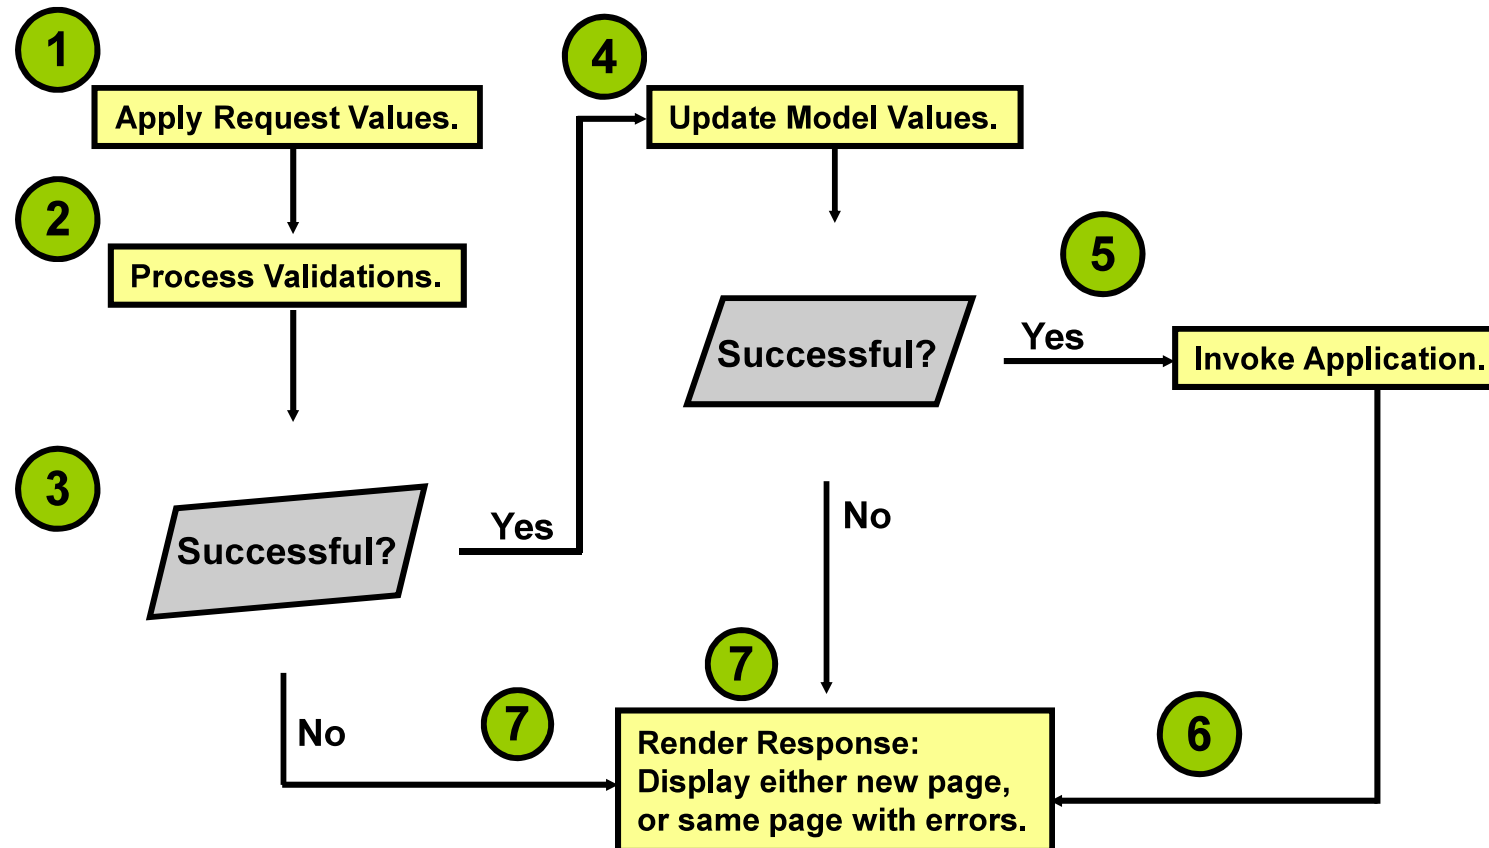 1
Apply Request Values.
2
Process Validations.
3
Successful?
Yes
No
4
Update Model Values.
Successful?
Yes
5
Invoke Application.
No
7
7
6
Render Response:
Display either new page,
or same page with errors.